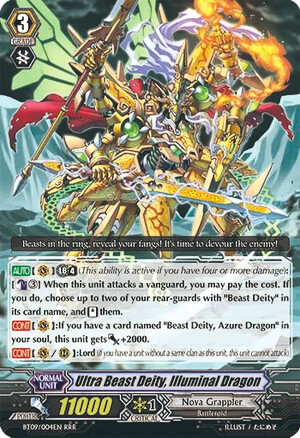 3
GRADE
Beasts in the ring, reveal your fangs! It's time to devour the enemy!
AUTO [ ]: LB 4 (This ability is active if you have four or more damage):
[ 3] When this unit attacks a vanguard, you may pay the cost. If
you do, choose up to two of your rear-guards with "Beast Deity" in
its card name, and [ ] them.
CONT [ ]:If you have a card named "Beast Deity, Azure Dragon" in
your soul, this unit gets +2000.
CONT [ ]:Lord (If you have a unit without a same clan as this unit, this unit cannot attack)
NORMAL UNIT
Ultra Beast Deity, Illuminal Dragon
POWER
11000
1
CRITICAL
Nova Grappler
Battleroid
BT09/004EN RRR
ILLUST / たにめそ